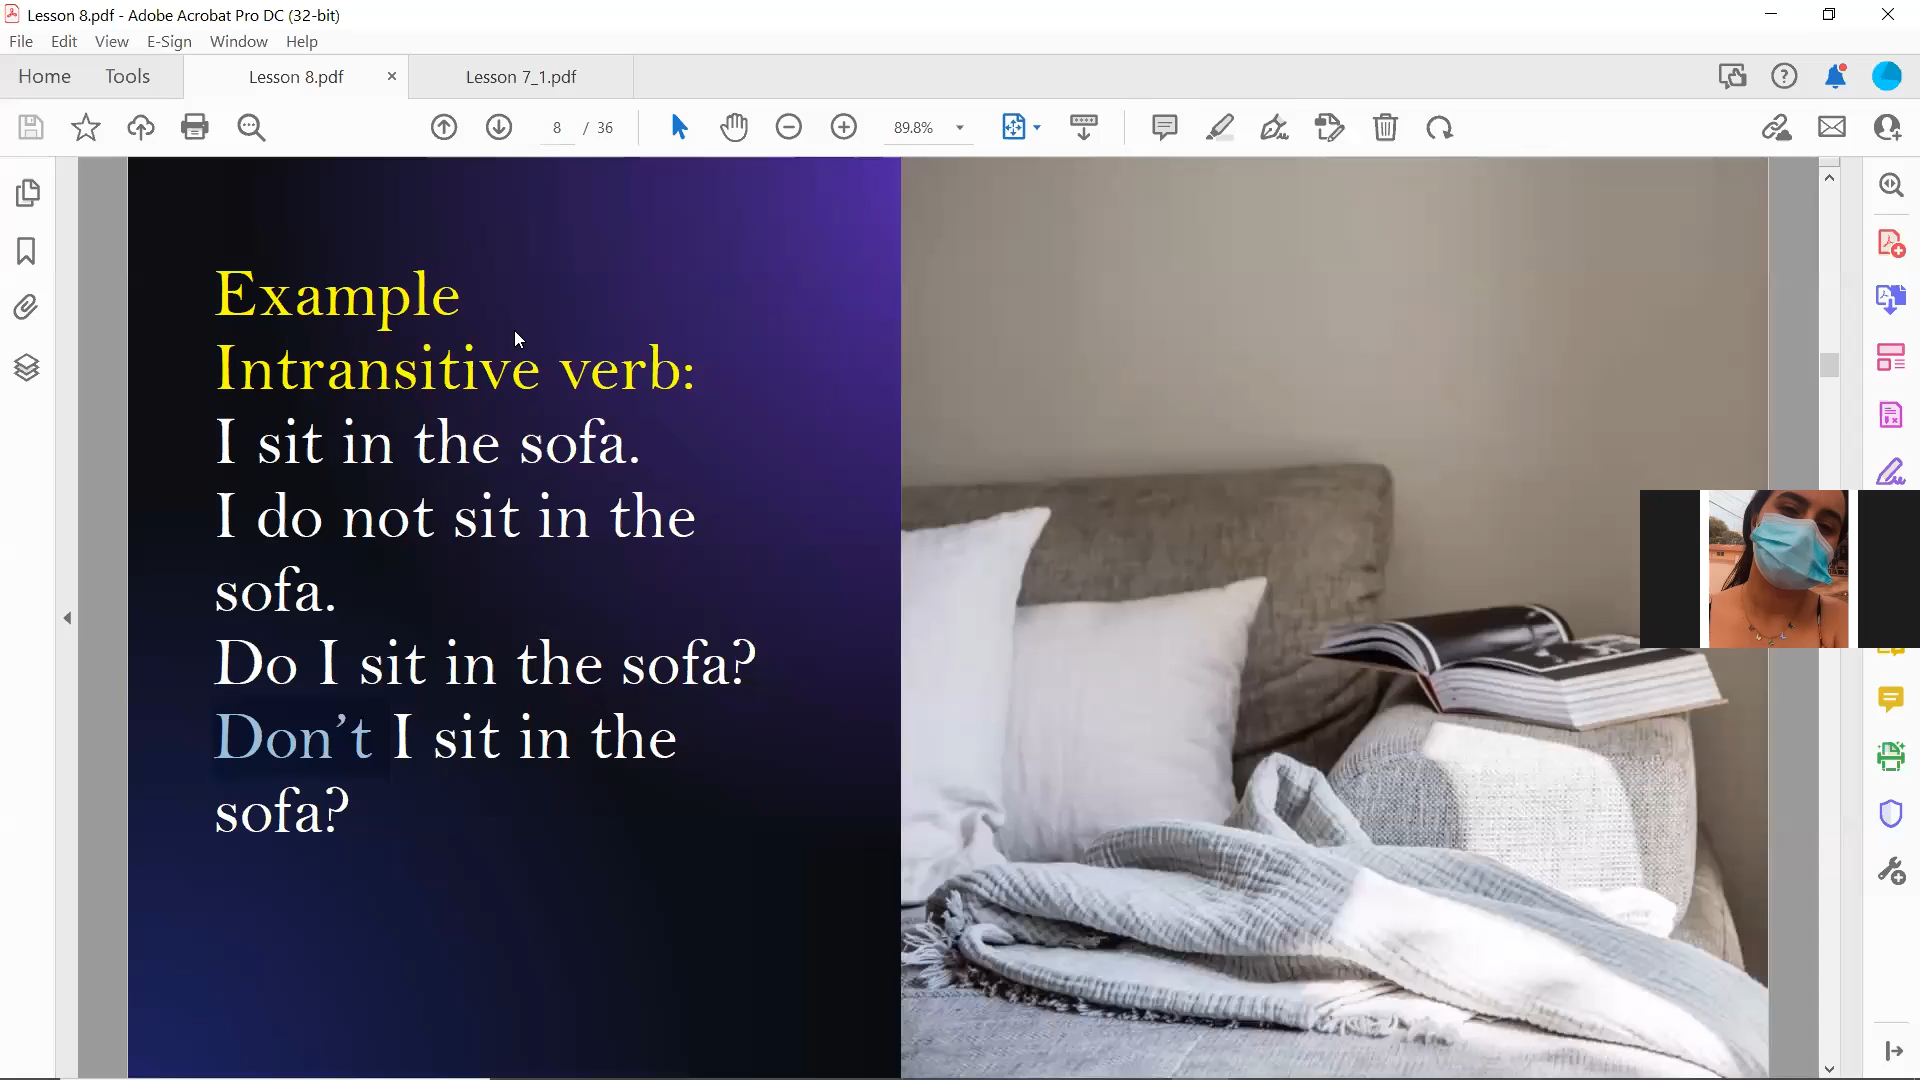 Lesson 8.pdf - Adobe Acrobat Pro DC (32-bit)
File Edit View E-Sign Window Help
Home Tools Lesson 8.pdf × Lesson 7_1.pdf
8 / 36 89.8%
Example
Intransitive verb:
I sit in the sofa.
I do not sit in the
sofa.
Do I sit in the sofa?
Don't I sit in the
sofa?